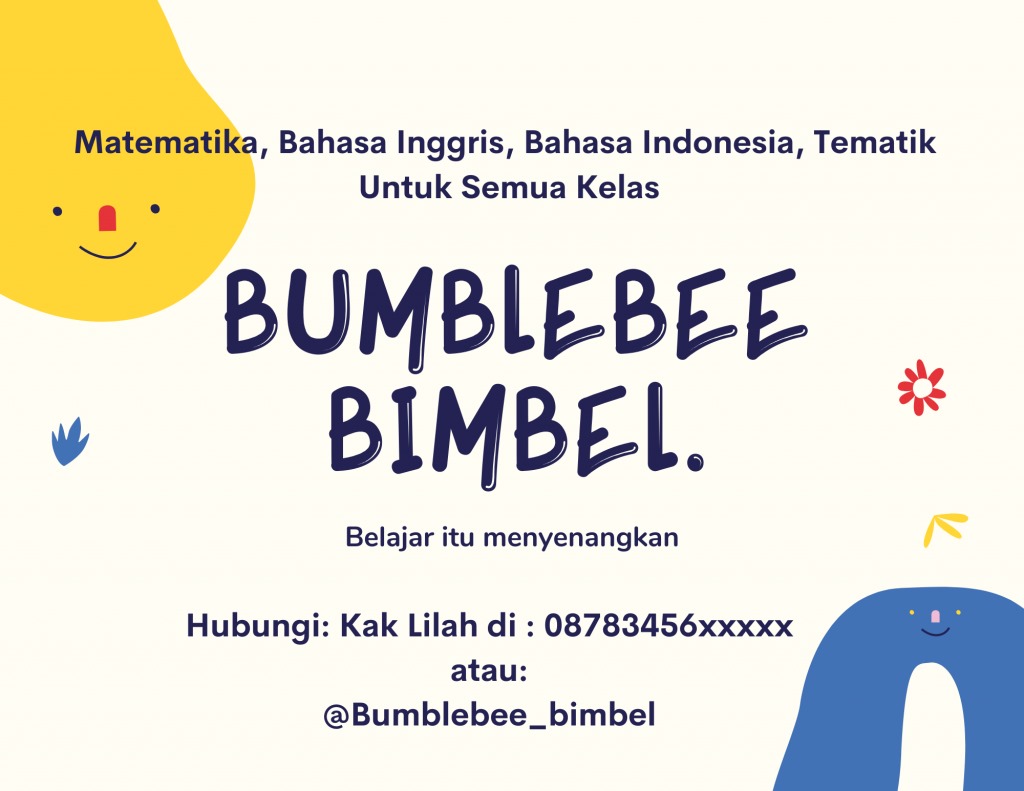 Matematika, Bahasa Inggris, Bahasa Indonesia, Tematik
Untuk Semua Kelas
BUMBLEBEE
BIMBEL.
Belajar itu menyenangkan
Hubungi: Kak Lilah di : 08783456xxxxx
atau:
@Bumblebee_bimbel